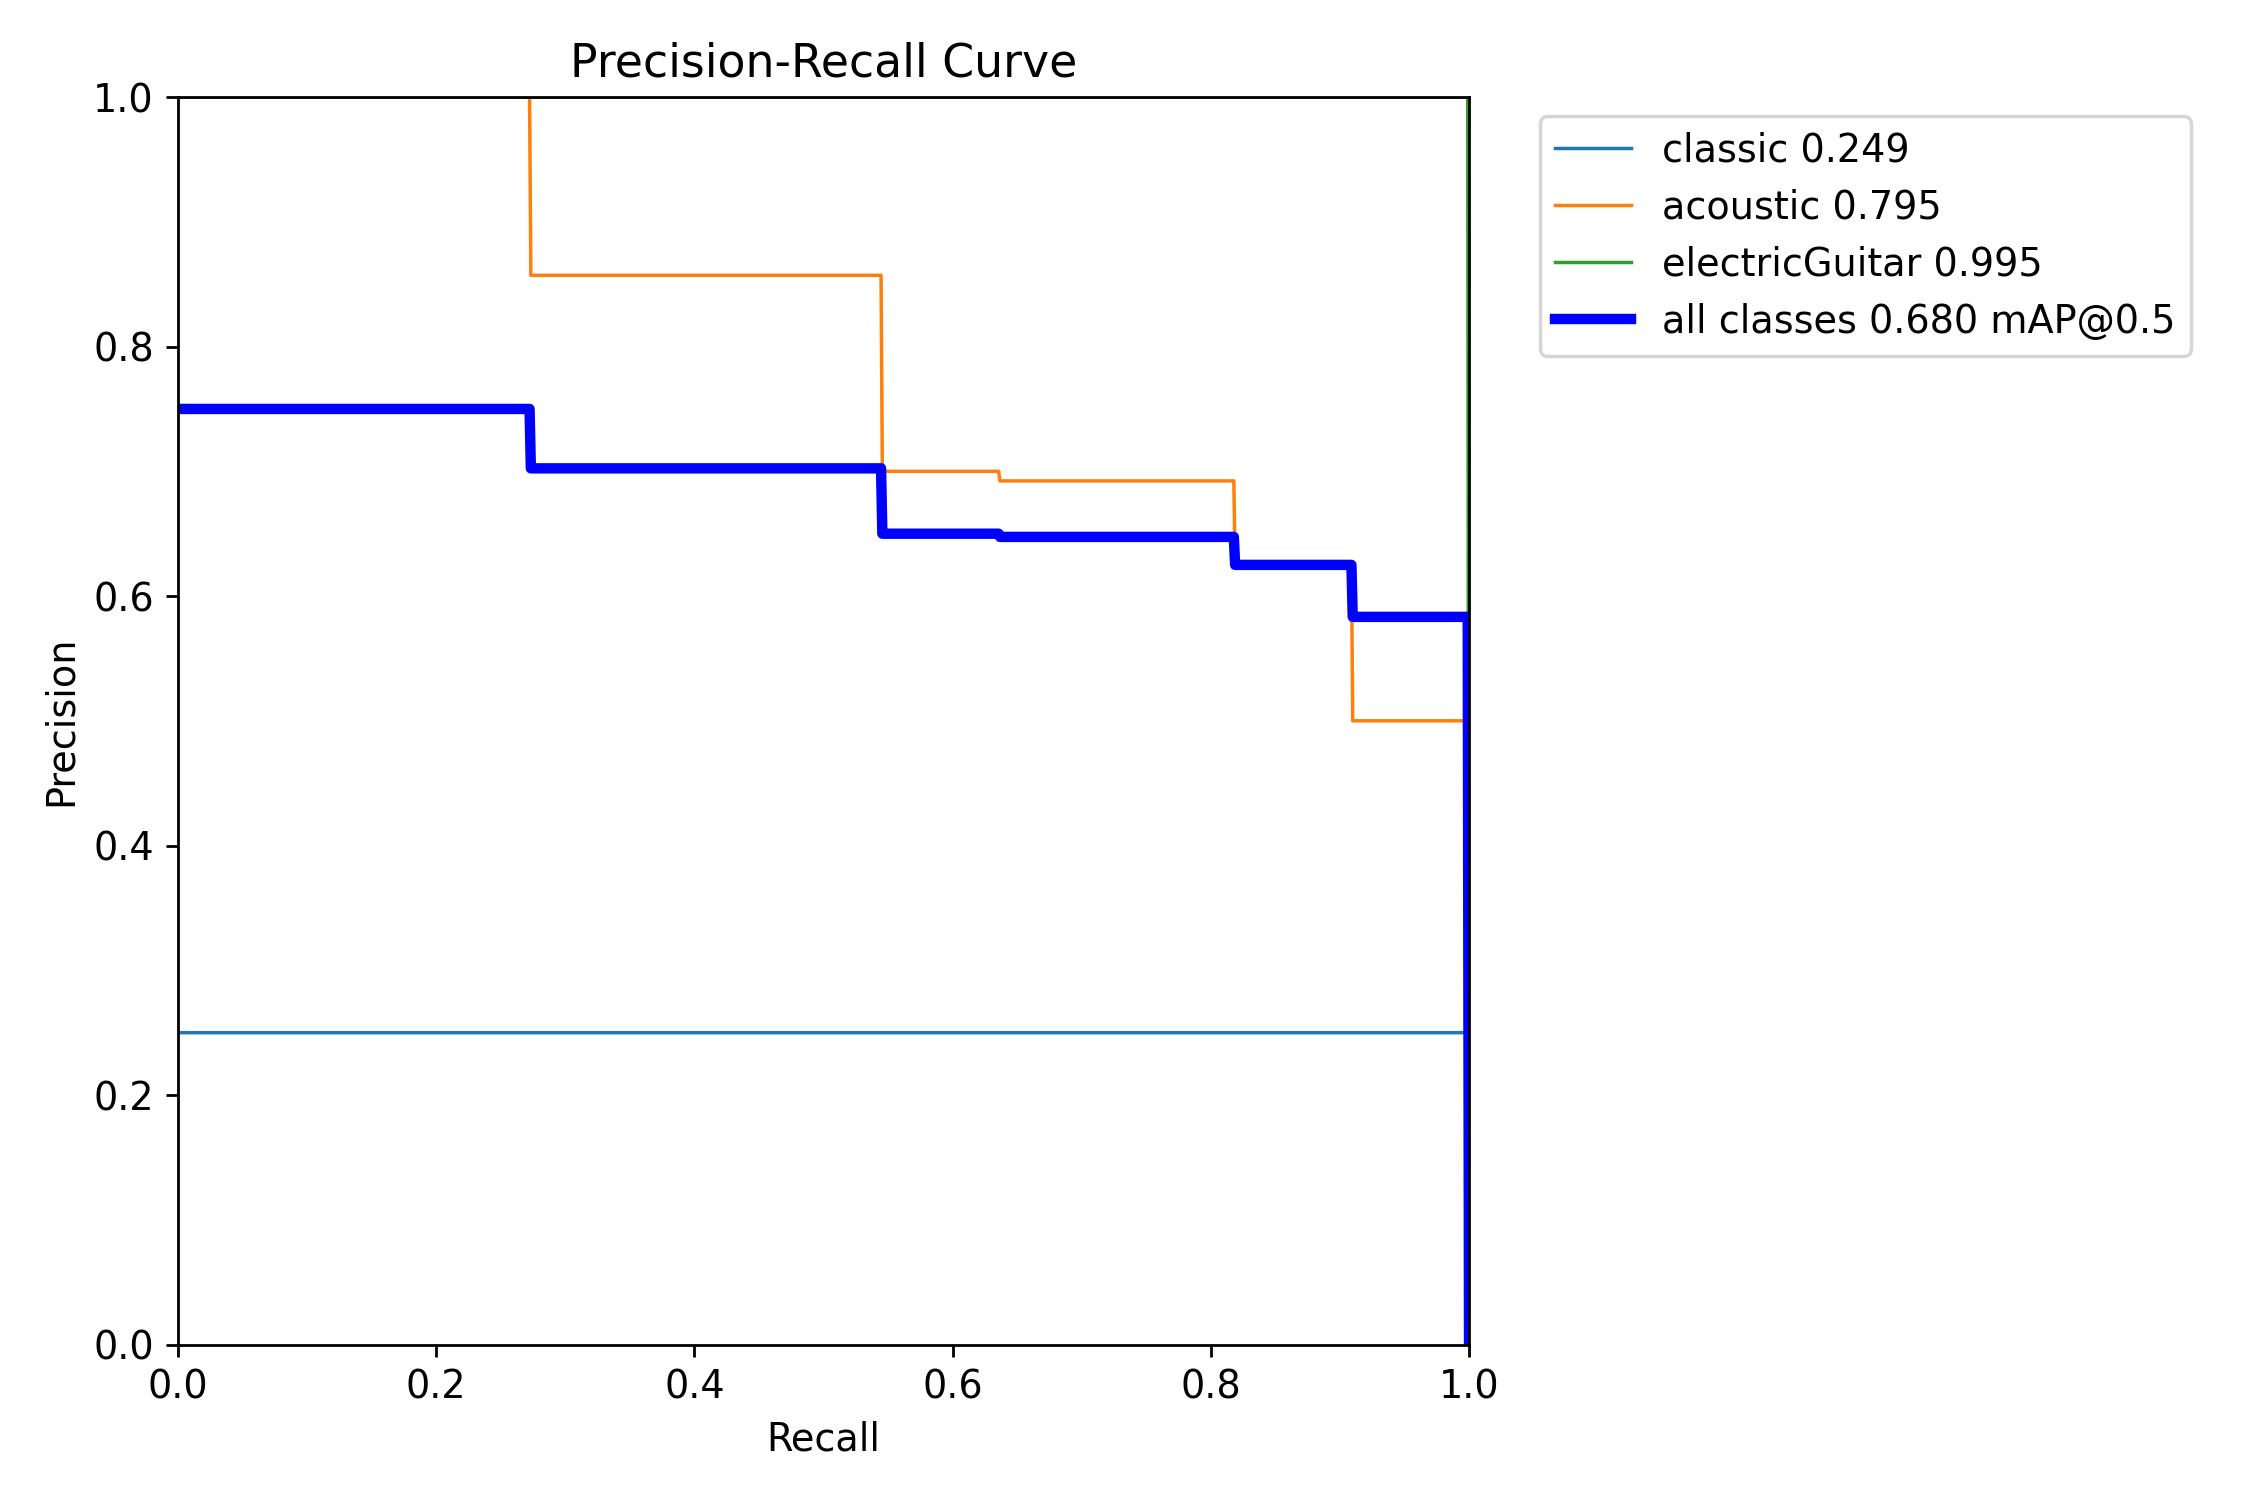 Precision-Recall Curve
1.0
0.8
0.6
0.4
0.2
0.0
Precision
0.0 0.2 0.4 0.6 0.8 1.0
Recall
classic 0.249
acoustic 0.795
electricGuitar 0.995
all classes 0.680 mAP@0.5